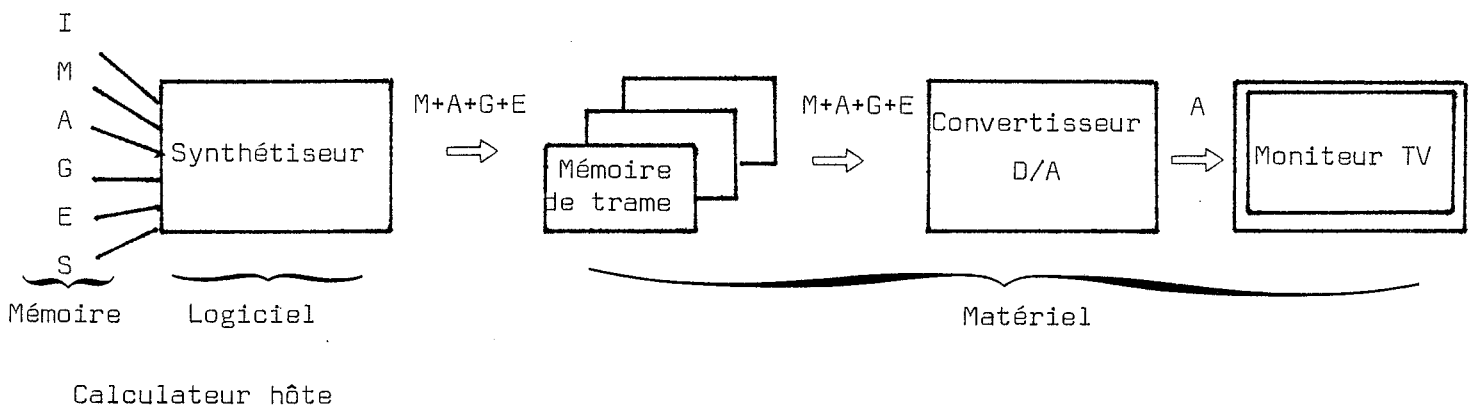 I
M
A
G
E
S
Synthétiseur
M+A+G+E
Mémoire
de trame
M+A+G+E
Convertisseur
D/A
A
Moniteur TV
Mémoire
Logiciel
Matériel
Calculateur hôte